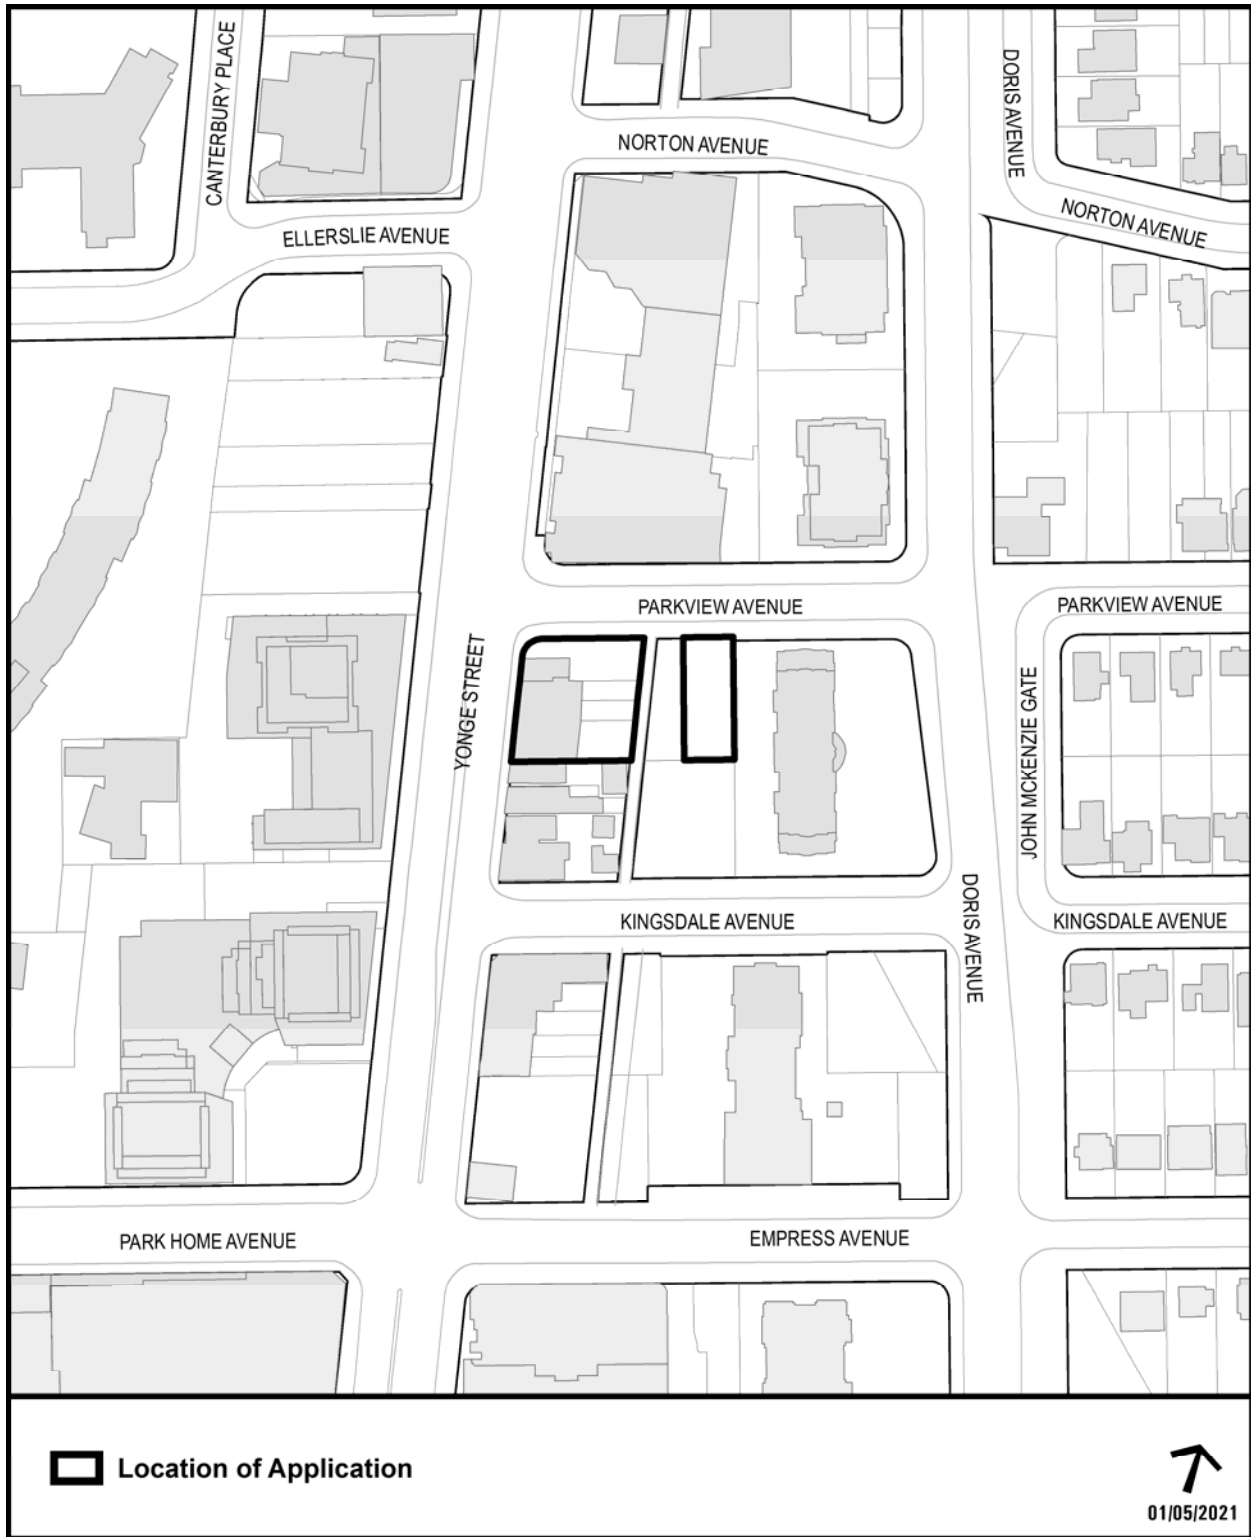 CANTERBURY PLACE
DORIS AVENUE
NORTON AVENUE
NORTON AVENUE
ELLERSLIE AVENUE
PARKVIEW AVENUE
PARKVIEW AVENUE
YONGE STREET
JOHN MCKENZIE GATE
KINGSDALE AVENUE
DORIS AVENUE
KINGSDALE AVENUE
PARK HOME AVENUE
EMPRESS AVENUE
Location of Application
01/05/2021